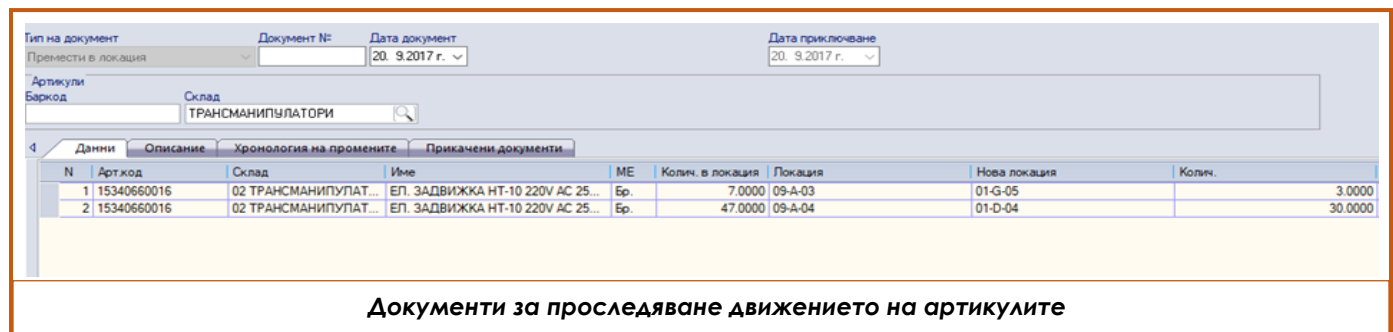 Тип на документ Документ № Дата документ Дата приключване
Премести в локация 20. 9.2017 г. 20. 9.2017 г.
Артикули
Баркод Склад
ТРАНСМАНИПУЛАТОРИ
Данни Описание Хронология на промените Прикачени документи
N Арт.код Склад Име МЕ Колич. в локация Локация Нова локация Колич.
1 15340660016 02 ТРАНСМАНИПУЛАТ... ЕЛ. ЗАДВИЖКА HT-10 220V AC 25... Бр. 7.0000 09-A-03 01-G-05 3.0000
2 15340660016 02 ТРАНСМАНИПУЛАТ... ЕЛ. ЗАДВИЖКА HT-10 220V AC 25... Бр. 47.0000 09-A-04 01-D-04 30.0000
Документи за проследяване движението на артикулите